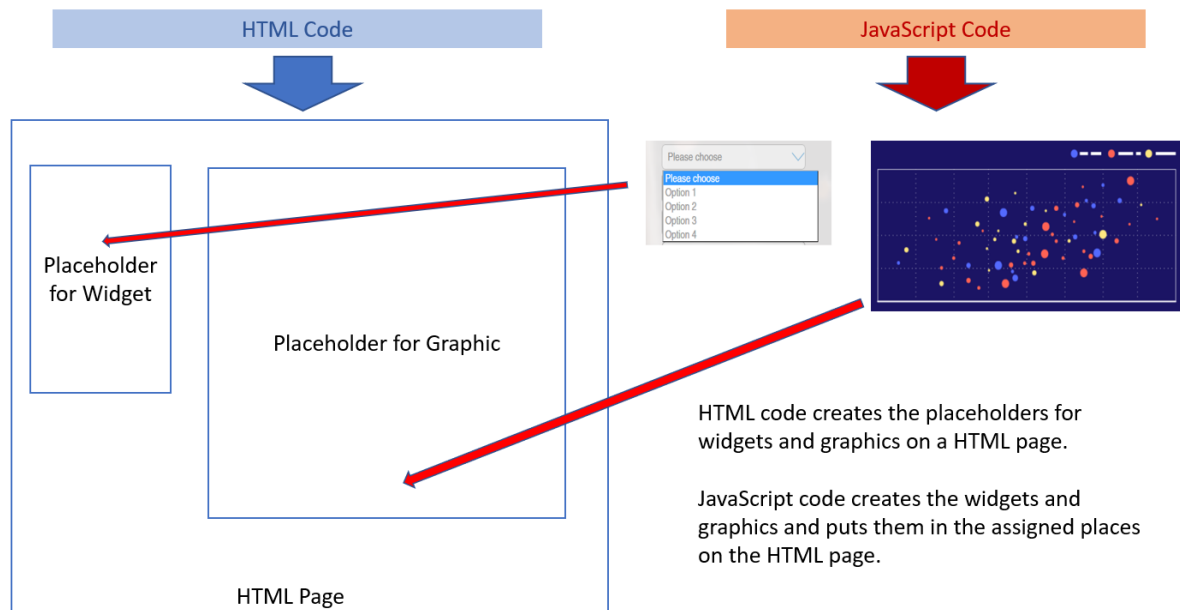 HTML Code
JavaScript Code
Please choose
Please choose
Option 1
Option 2
Option 3
Option 4
Placeholder
for Widget
Placeholder for Graphic
HTML code creates the placeholders for
widgets and graphics on a HTML page.
JavaScript code creates the widgets and
graphics and puts them in the assigned places
on the HTML page.
HTML Page